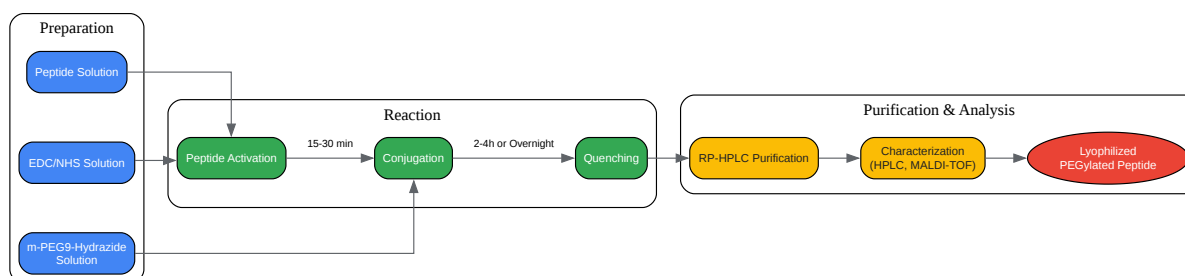 Preparation
Peptide Solution
EDC/NHS Solution
m-PEG9-Hydrazide
Solution
Reaction
Peptide Activation
15-30 min
Conjugation
2-4h or Overnight
Quenching
Purification & Analysis
RP-HPLC Purification
Characterization
(HPLC, MALDI-TOF)
Lyophilized
PEGylated Peptide